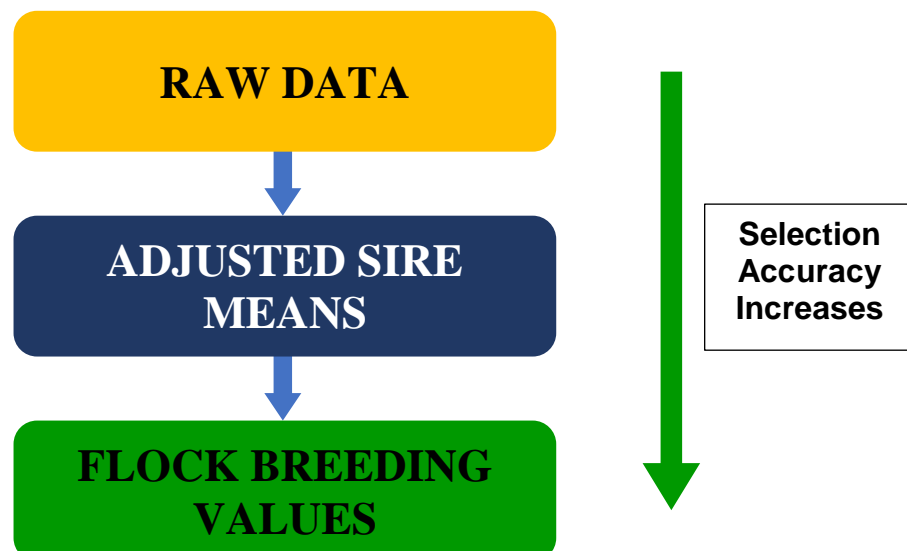 RAW DATA
ADJUSTED SIRE
MEANS
FLOCK BREEDING
VALUES
Selection
Accuracy
Increases